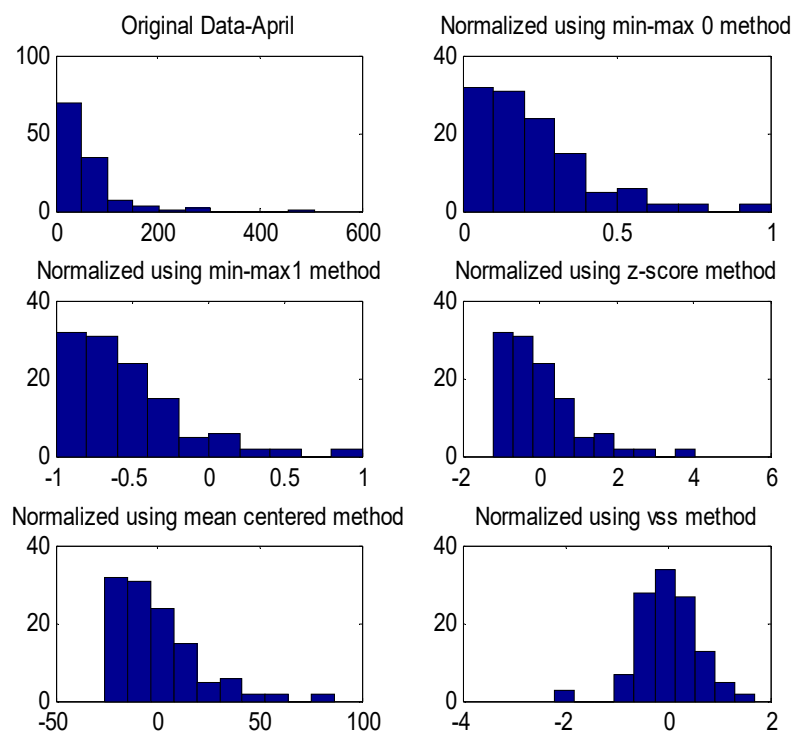 Original Data-April
Normalized using min-max 0 method
100
50
0
0 200 400 600
40
20
0
0 0.5 1
Normalized using min-max1 method
Normalized using z-score method
40
20
0
-1 -0.5 0 0.5 1
40
20
0
-2 0 2 4 6
Normalized using mean centered method
Normalized using vss method
40
20
0
-50 0 50 100
40
20
0
-4 -2 0 2